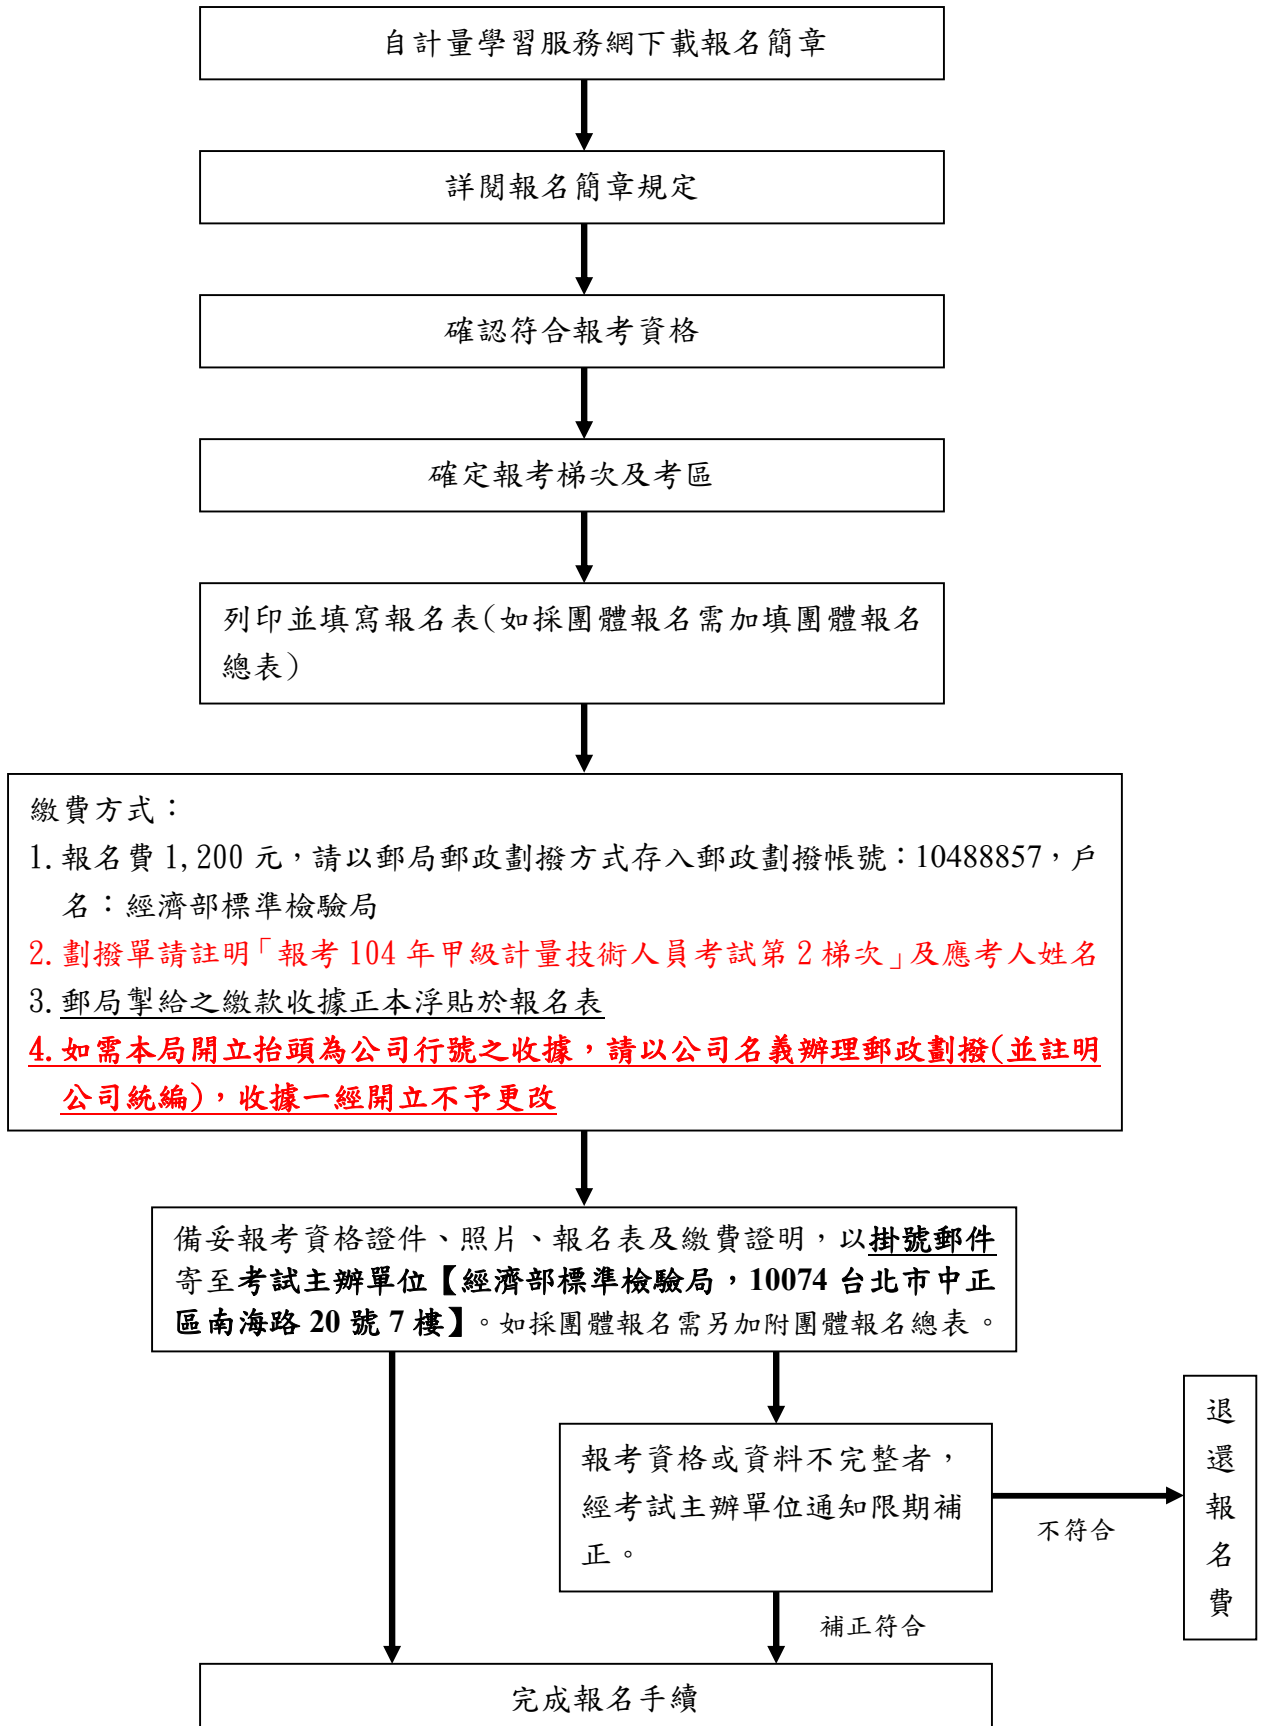 自計量學習服務網下載報名簡章
詳閱報名簡章規定
確認符合報考資格
確定報考梯次及考區
列印並填寫報名表(如採團體報名需加填團體報名
總表)
繳費方式：
1. 報名費 1,200 元，請以郵局郵政劃撥方式存入郵政劃撥帳號：10488857，戶
名：經濟部標準檢驗局
2. 劃撥單請註明「報考 104 年甲級計量技術人員考試第 2 梯次」及應考人姓名
3. 郵局掣給之繳款收據正本浮貼於報名表
4. 如需本局開立抬頭為公司行號之收據，請以公司名義辦理郵政劃撥(並註明
公司統編)，收據一經開立不予更改
備妥報考資格證件、照片、報名表及繳費證明，以掛號郵件
寄至考試主辦單位【經濟部標準檢驗局，10074 台北市中正
區南海路 20 號 7 樓】。如採團體報名需另加附團體報名總表。
報考資格或資料不完整者，
經考試主辦單位通知限期補
正。
不符合
退
還
報
名
費
補正符合
完成報名手續